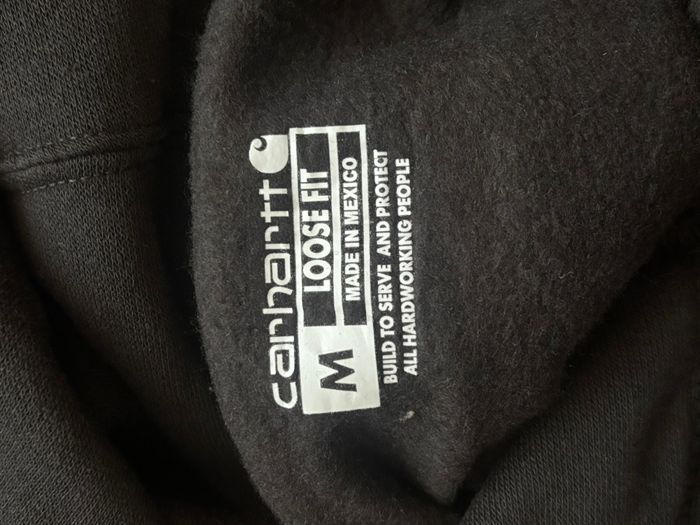 carhartt
LOOSE FIT
M
MADE IN MEXICO
BUILD TO SERVE AND PROTECT
ALL HARDWORKING PEOPLE